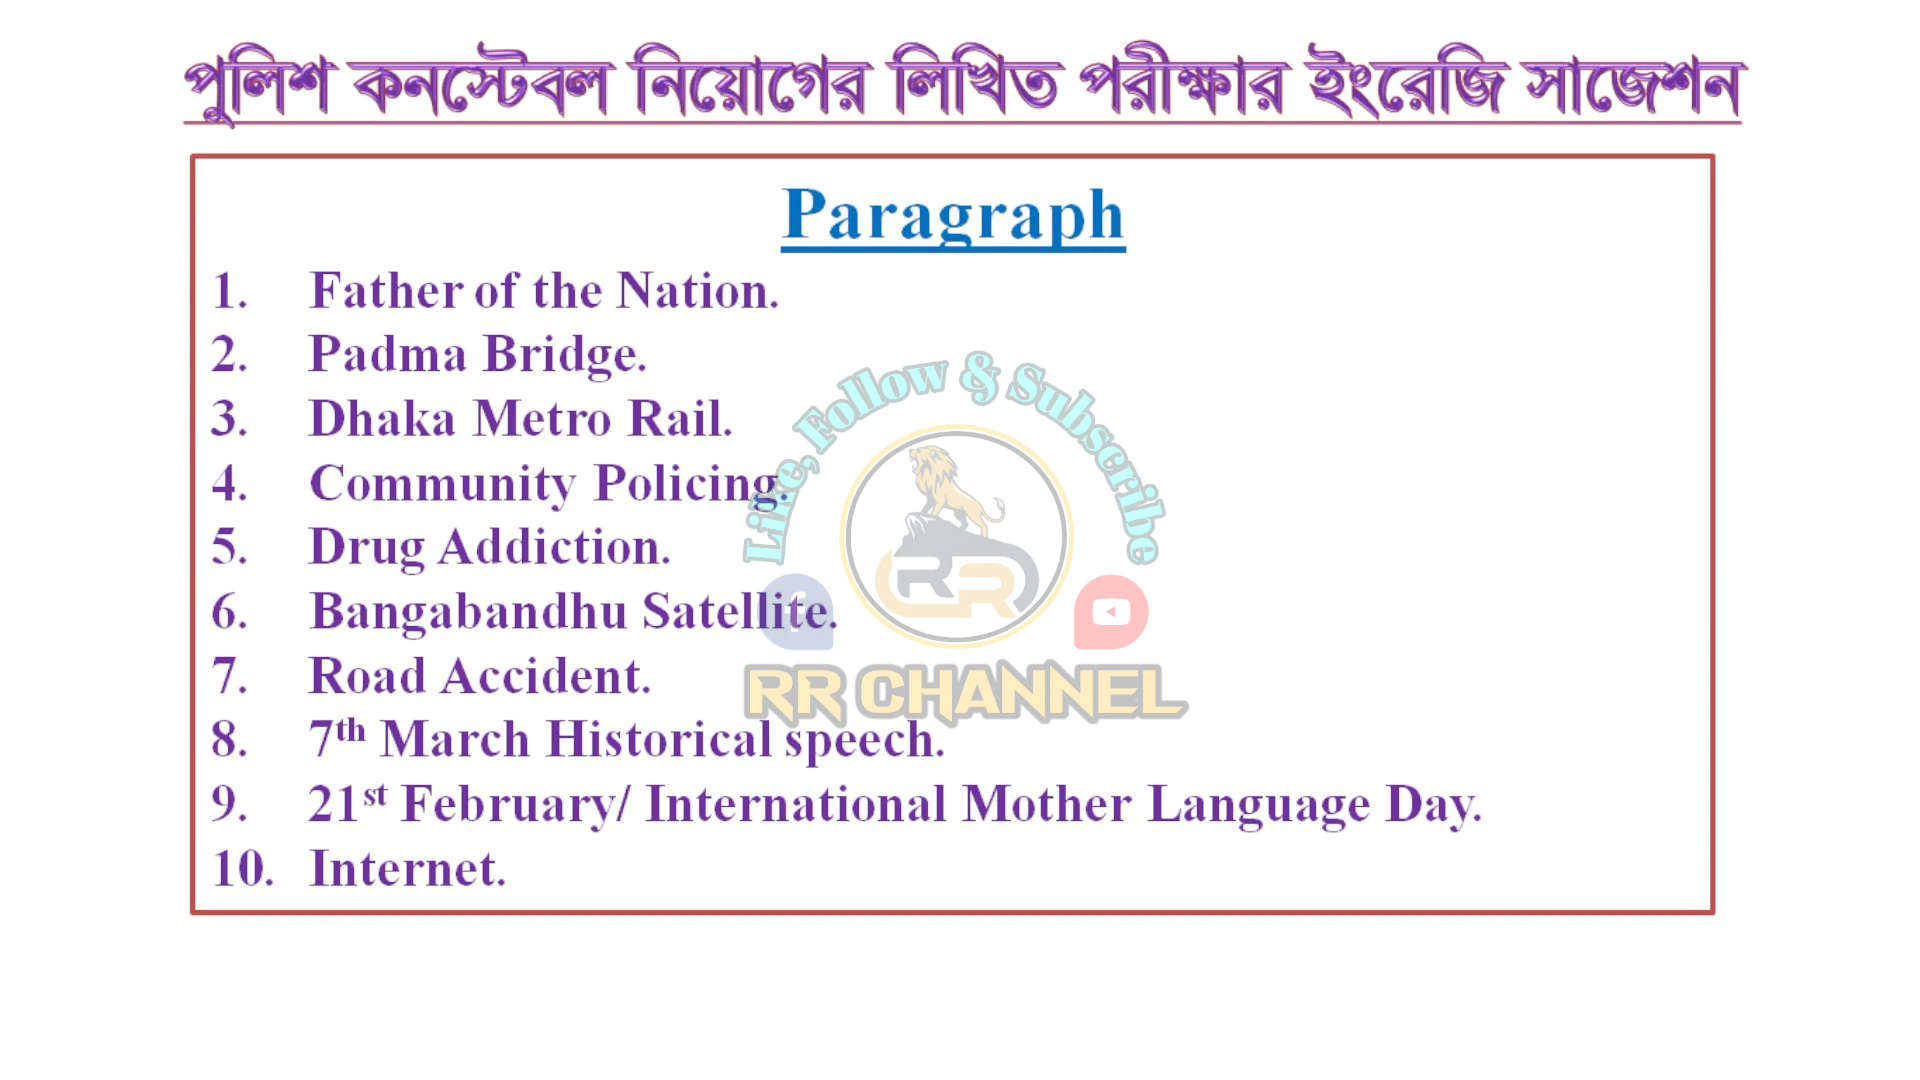 পুলিশ কনস্টেবল নিয়োগের লিখিত পরীক্ষার ইংরেজি সাজেশন
Paragraph
1. Father of the Nation.
2. Padma Bridge.
3. Dhaka Metro Rail.
4. Community Policing.
5. Drug Addiction.
6. Bangabandhu Satellite.
7. Road Accident.
8. 7th March Historical speech.
9. 21st February/ International Mother Language Day.
10. Internet.
Like, Follow & Subscribe
RR
RR CHANNEL